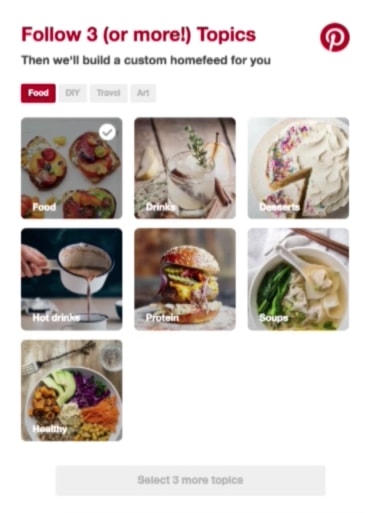 Follow 3 (or more!) Topics
Then we'll build a custom homefeed for you
Food DIY Travel Art
Food Drinks Desserts
Hot drinks Protein Soups
Healthy
Select 3 more topics